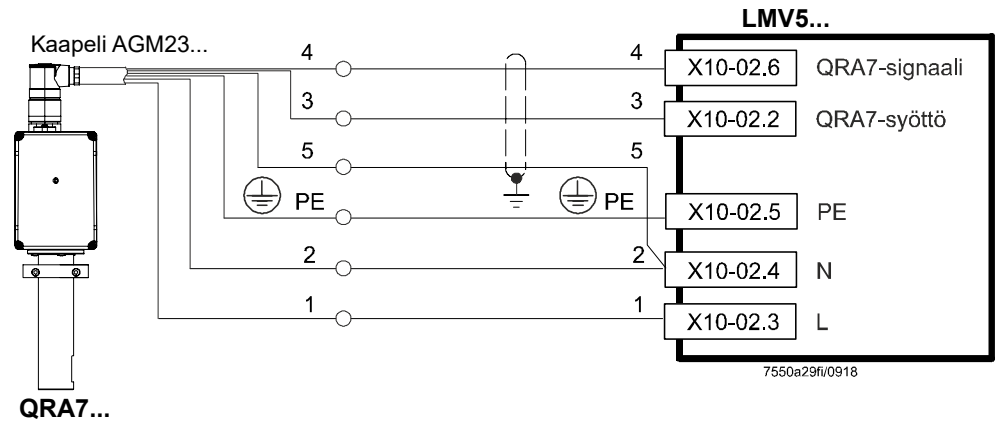 LMV5...
Kaapeli AGM23...
4 4 X10-02.6 QRA7-signaali
3 3 X10-02.2 QRA7-syöttö
5 5
PE PE X10-02.5 PE
2 2 X10-02.4 N
1 1 X10-02.3 L
7550a29fi/0918
QRA7...